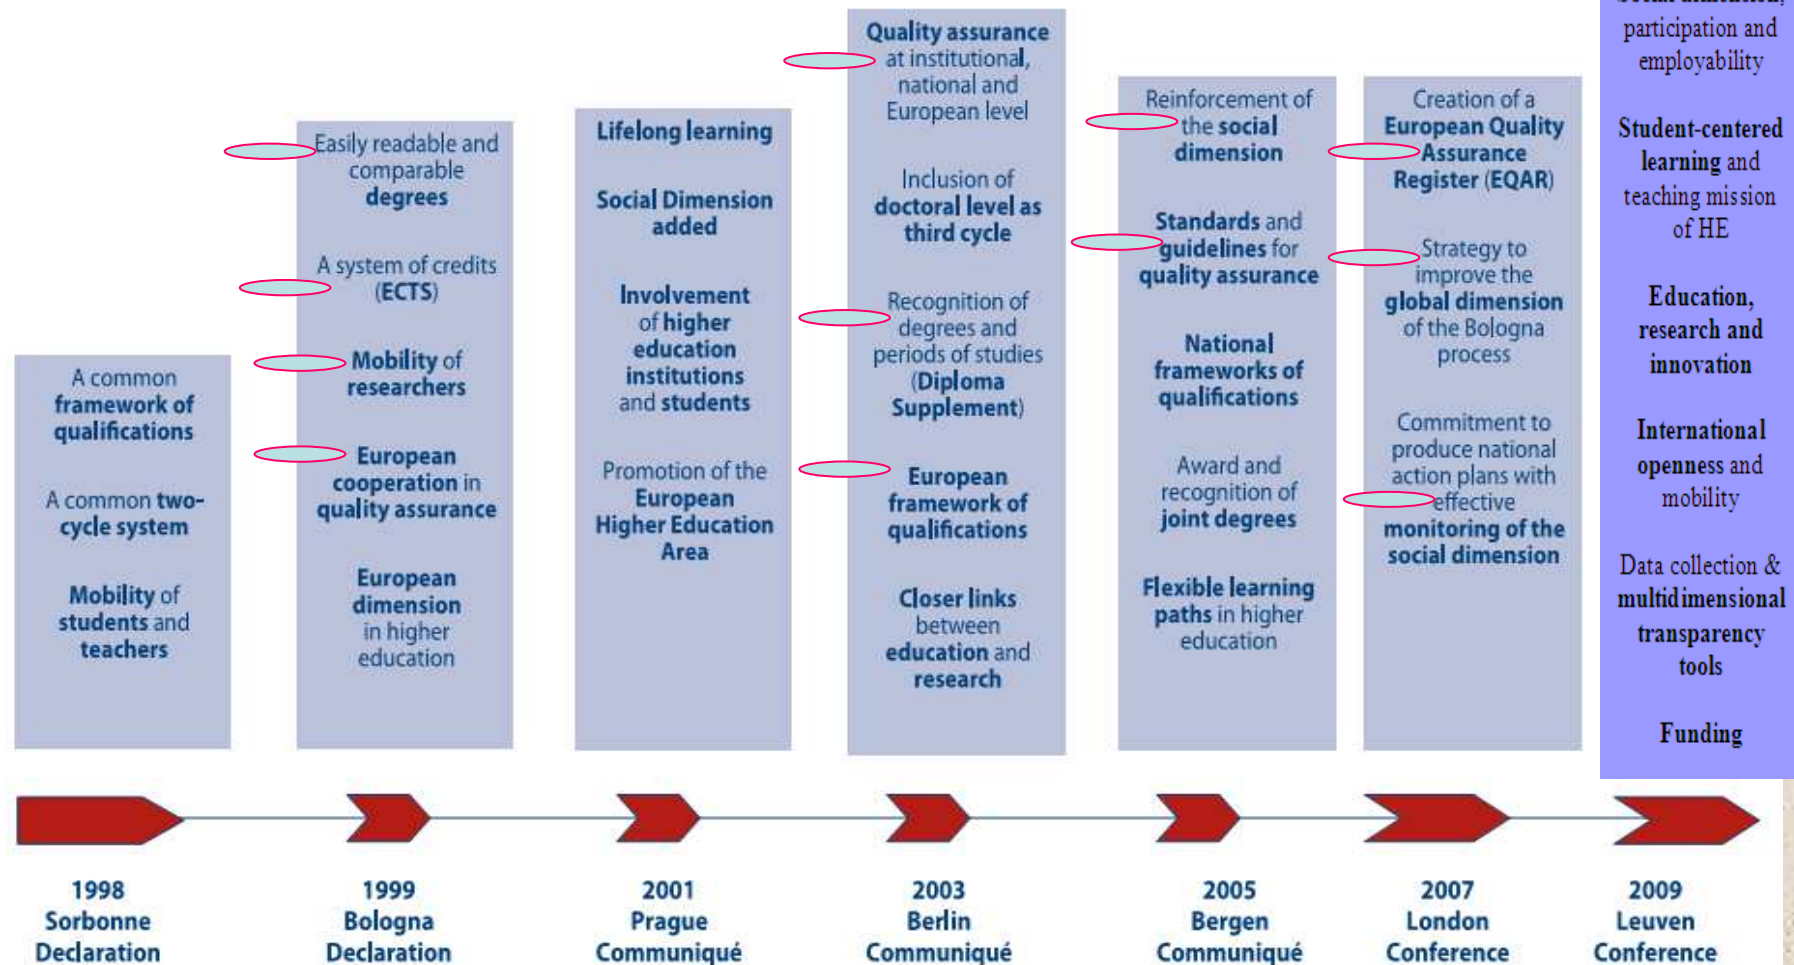 A common
framework of
qualifications
A common two-
cycle system
Mobility of
students and
teachers
Easily readable and
comparable
degrees
A system of credits
(ECTS)
Mobility of
researchers
European
cooperation in
quality assurance
European
dimension
in higher
education
Lifelong learning
Social Dimension
added
Involvement
of higher
education
institutions
and students
Promotion of the
European
Higher Education
Area
Quality assurance
at institutional,
national and
European level
Inclusion of
doctoral level as
third cycle
Recognition of
degrees and
periods of studies
(Diploma
Supplement)
European
framework of
qualifications
Closer links
between
education and
research
Reinforcement of
the social
dimension
Standards and
guidelines for
quality assurance
National
frameworks of
qualifications
Award and
recognition of
joint degrees
Flexible learning
paths in higher
education
Creation of a
European Quality
Assurance
Register (EQAR)
Strategy to
improve the
global dimension
of the Bologna
process
Commitment to
produce national
action plans with
effective
monitoring of the
social dimension
Social dimension,
participation and
employability
Student-centered
learning and
teaching mission
of HE
Education,
research and
innovation
International
openness and
mobility
Data collection &
multidimensional
transparency
tools
Funding
1998
Sorbonne
Declaration
1999
Bologna
Declaration
2001
Prague
Communiqué
2003
Berlin
Communiqué
2005
Bergen
Communiqué
2007
London
Conference
2009
Leuven
Conference